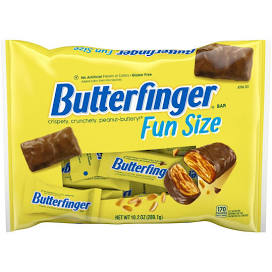 No Artificial Flavors or Colors • Gluten Free
Butterfinger
BAR
crispety, crunchety, peanut-buttery!
Fun Size
Butterfinger
Butterfinger
170
NET WT 10.2 OZ (289.1g)